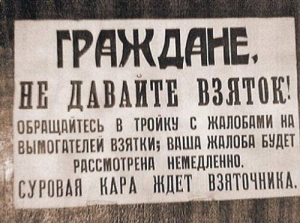 ГРАЖДАНЕ,
НЕ ДАВАЙТЕ ВЗЯТОК!
ОБРАЩАЙТЕСЬ В ТРОЙКУ С ЖАЛОБАМИ НА
ВЫМОГАТЕЛЕЙ ВЗЯТКИ; ВАША ЖАЛОБА БУДЕТ
РАССМОТРЕНА НЕМЕДЛЕННО.
СУРОВАЯ КАРА ЖДЕТ ВЗЯТОЧНИКА.